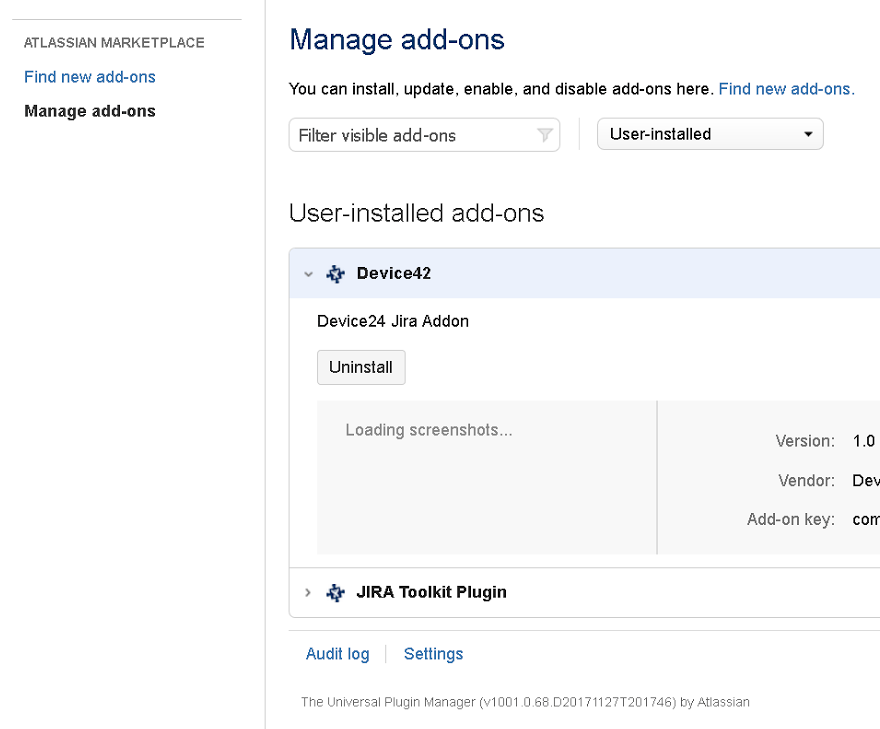 ATLASSIAN MARKETPLACE
Find new add-ons
Manage add-ons
Manage add-ons
You can install, update, enable, and disable add-ons here. Find new add-ons.
Filter visible add-ons
User-installed
User-installed add-ons
Device42
Device24 Jira Addon
Uninstall
Loading screenshots...
Version: 1.0
Vendor: Dev
Add-on key: com
JIRA Toolkit Plugin
Audit log Settings
The Universal Plugin Manager (v1001.0.68.D20171127T201746) by Atlassian